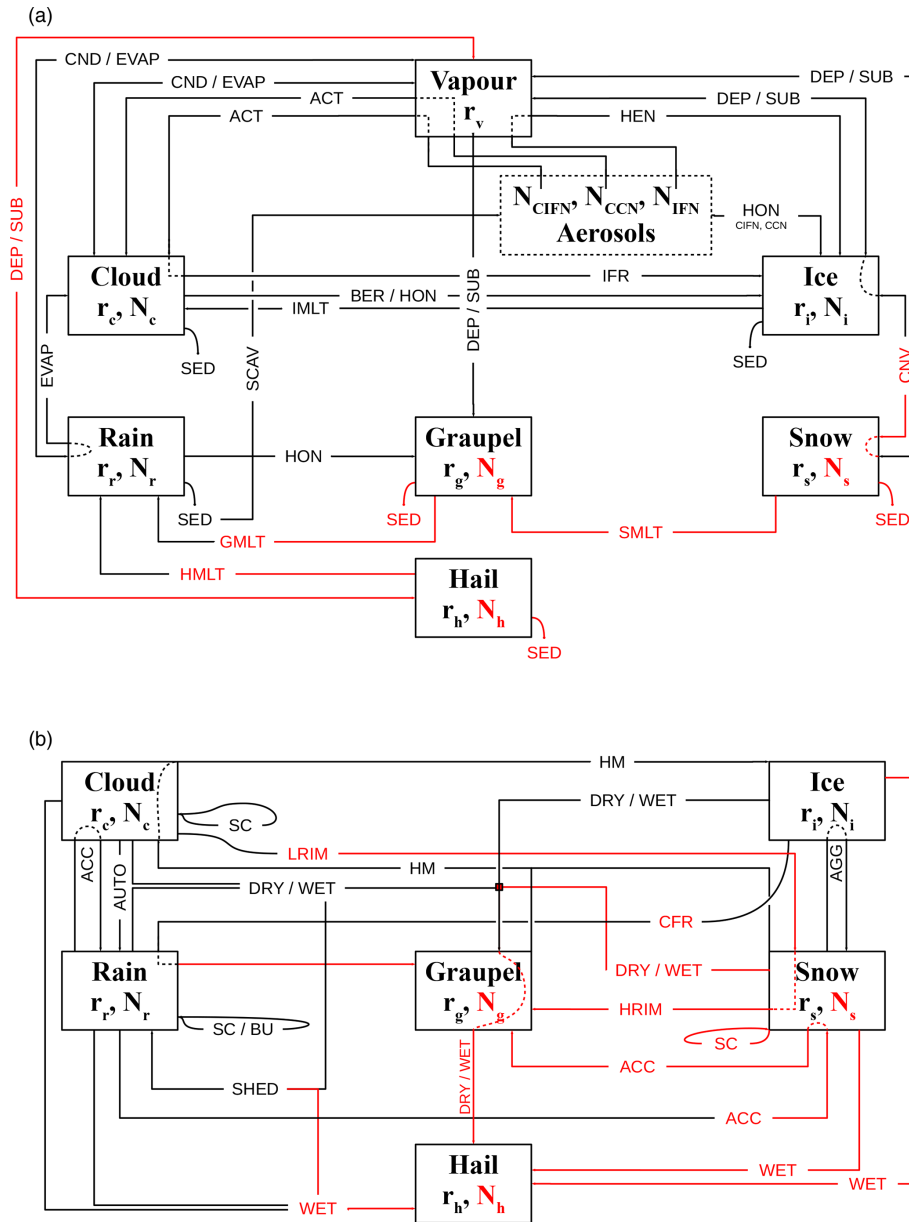 (a)
CND / EVAP
Vapour
r_v
DEP / SUB
CND / EVAP
DEP / SUB
ACT
ACT
HEN
N_CIFN, N_CCN, N_IFN
Aerosols
HON
CIFN, CCN
DEP / SUB
Cloud
r_c, N_c
IFR
Ice
r_i, N_i
BER / HON
IMLT
DEP / SUB
SED
SED
EVAP
SCAV
CNV
Rain
r_r, N_r
HON
Graupel
r_g, N_g
Snow
r_s, N_s
SED
SED
SED
GMLT
SMLT
HMLT
Hail
r_h, N_h
SED
(b)
Cloud
r_c, N_c
HM
Ice
r_i, N_i
DRY / WET
SC
ACC
AUTO
LRIM
HM
AGG
DRY / WET
CFR
Rain
r_r, N_r
Graupel
r_g, N_g
DRY / WET
Snow
r_s, N_s
HRIM
SC / BU
SC
ACC
DRY / WET
SHED
ACC
Hail
r_h, N_h
WET
WET
WET